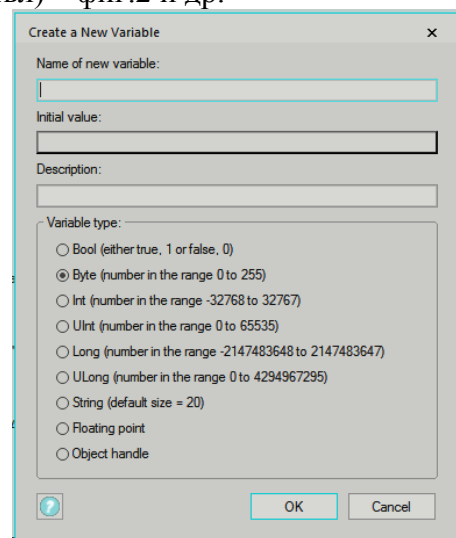 фиг.2 и др.
Create a New Variable
Name of new variable:
Initial value:
Description:
Variable type:
Bool (either true, 1 or false, 0)
Byte (number in the range 0 to 255)
Int (number in the range -32768 to 32767)
UInt (number in the range 0 to 65535)
Long (number in the range -2147483648 to 2147483647)
ULong (number in the range 0 to 4294967295)
String (default size = 20)
Floating point
Object handle
OK Cancel